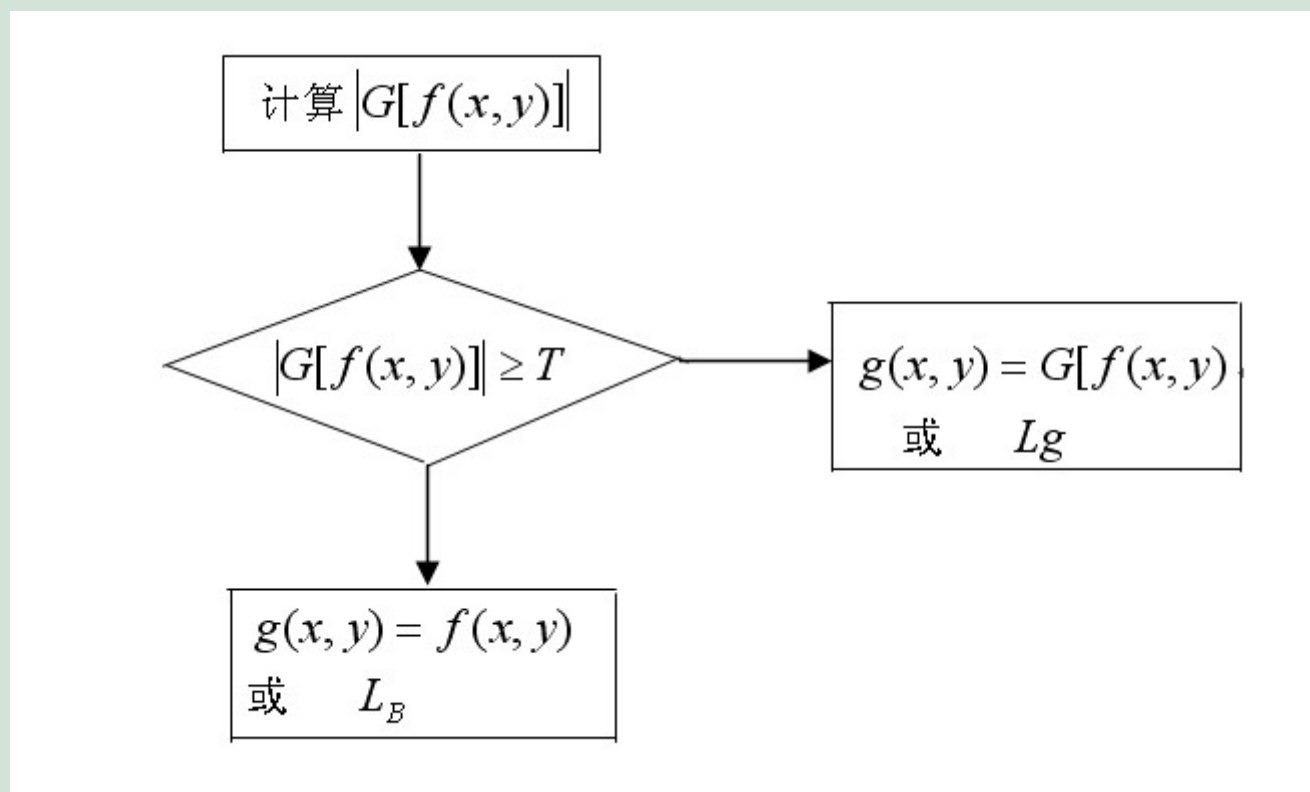 计算 |G[f(x,y)]|
|G[f(x,y)]| ≥ T
g(x,y) = G[f(x,y)
或 Lg
g(x,y) = f(x,y)
或 L_B